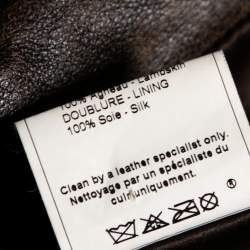 100% Agneau - Lambskin
DOUBLURE - LINING
100% Soie - Silk
Clean by a leather specialist only.
Nettoyage par un spécialiste du
cuir uniquement.